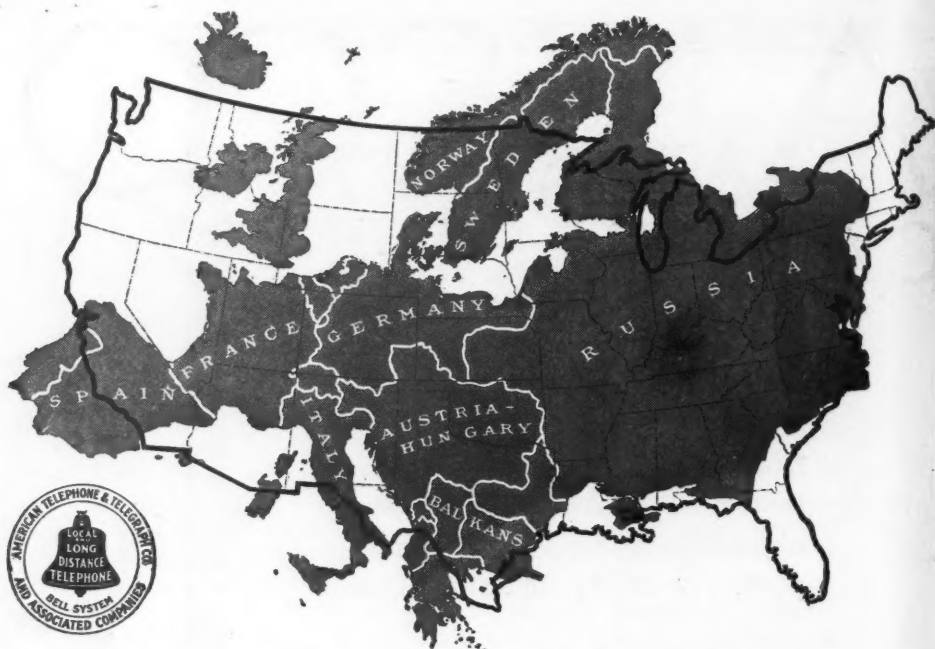 NORWAY
SWEDEN
GERMANY
RUSSIA
FRANCE
SPAIN
ITALY
AUSTRIA-
HUNGARY
BALKANS
AMERICAN TELEPHONE & TELEGRAPH CO.
AND ASSOCIATED COMPANIES
LOCAL
AND
LONG
DISTANCE
TELEPHONE
BELL SYSTEM